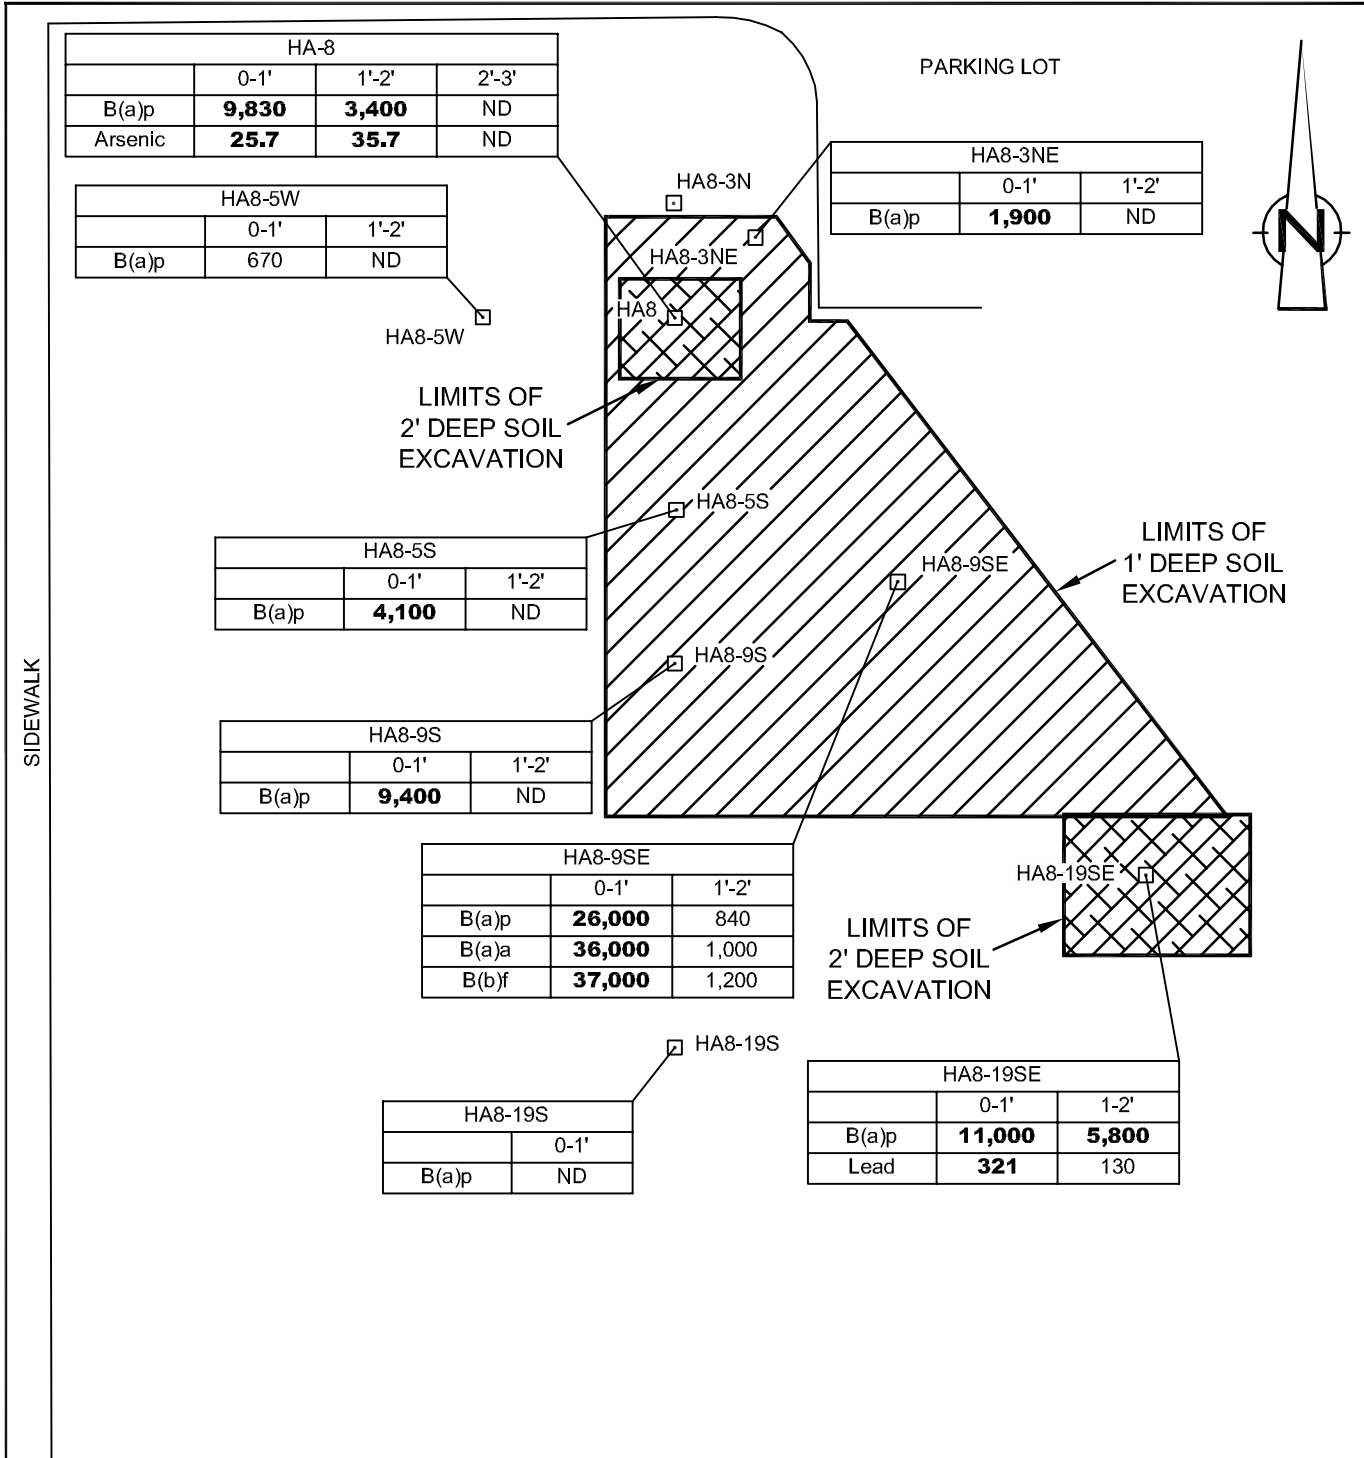 HA-8
0-1' 1'-2' 2'-3'
B(a)p 9,830 3,400 ND
Arsenic 25.7 35.7 ND
PARKING LOT
HA8-3NE
0-1' 1'-2'
B(a)p 1,900 ND
N
HA8-3N
HA8-5W
0-1' 1'-2'
B(a)p 670 ND
HA8-3NE
HA8
HA8-5W
LIMITS OF
2' DEEP SOIL
EXCAVATION
HA8-5S
HA8-5S
0-1' 1'-2'
B(a)p 4,100 ND
HA8-9SE
LIMITS OF
1' DEEP SOIL
EXCAVATION
SIDEWALK
HA8-9S
HA8-9S
0-1' 1'-2'
B(a)p 9,400 ND
HA8-9SE
0-1' 1'-2'
B(a)p 26,000 840
B(a)a 36,000 1,000
B(b)f 37,000 1,200
HA8-19SE
LIMITS OF
2' DEEP SOIL
EXCAVATION
HA8-19S
HA8-19S
0-1'
B(a)p ND
HA8-19SE
0-1' 1-2'
B(a)p 11,000 5,800
Lead 321 130